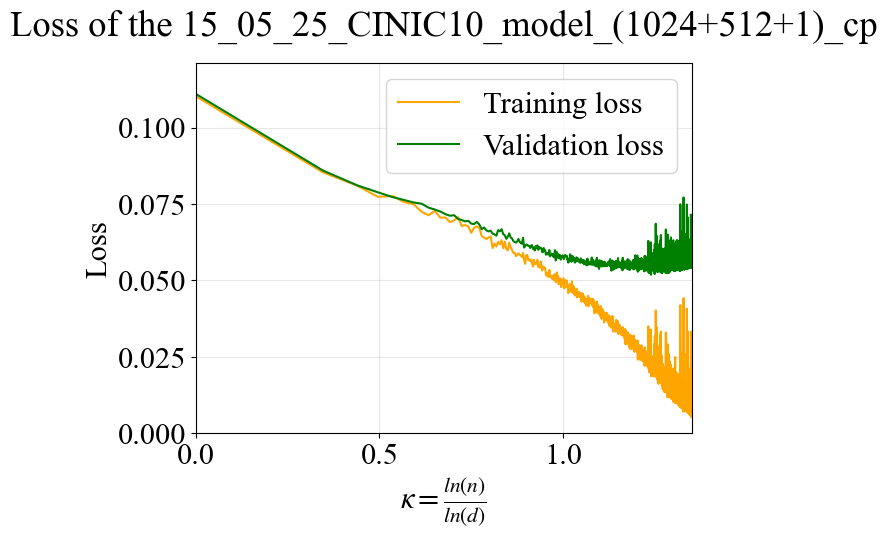 Loss of the 15_05_25_CINIC10_model_(1024+512+1)_cp
Training loss
Validation loss
0.100
0.075
0.050
0.025
0.000
Loss
0.0 0.5 1.0
κ = ln(n) / ln(d)